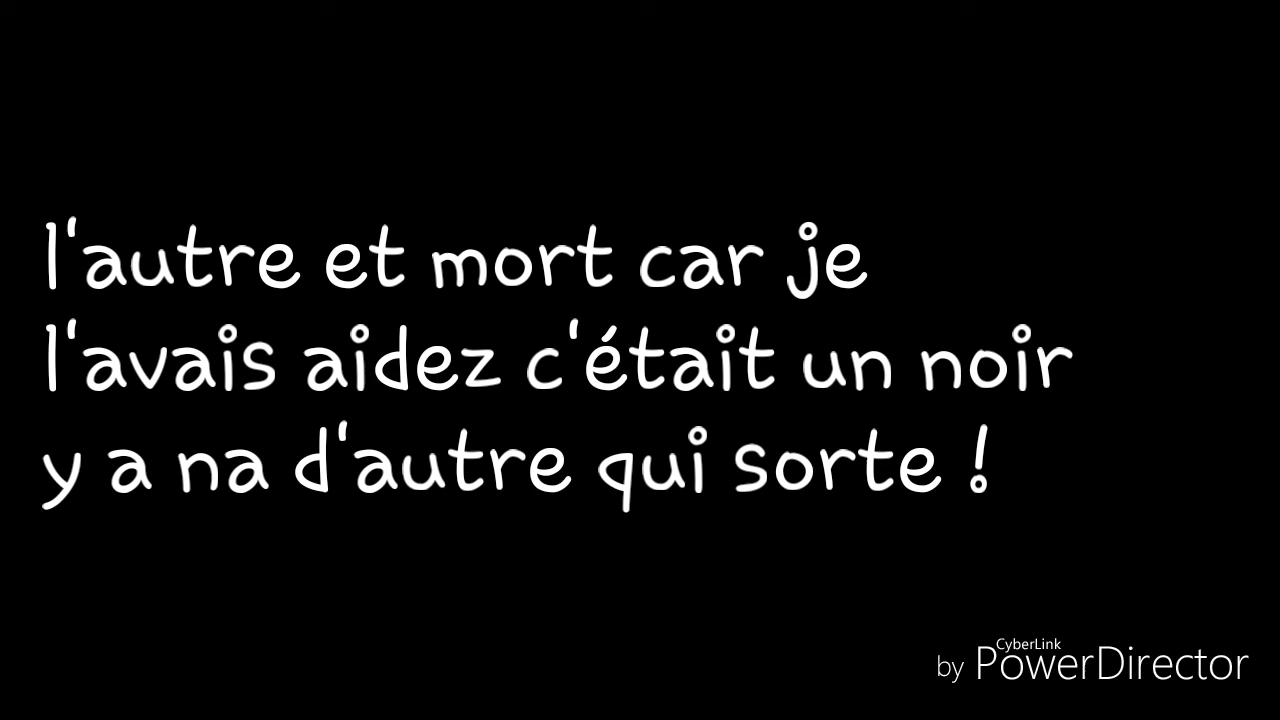 l'autre et mort car je
l'avais aidez c'était un noir
y a na d'autre qui sorte !
CyberLink
by PowerDirector